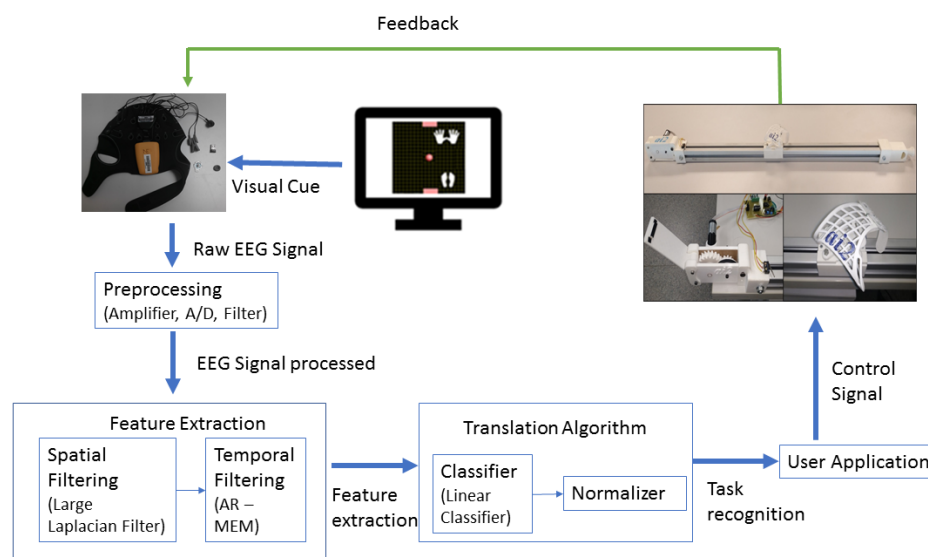 Feedback
Visual Cue
Raw EEG Signal
Preprocessing
(Amplifier, A/D, Filter)
EEG Signal processed
Feature Extraction
Spatial
Filtering
(Large
Laplacian Filter)
Temporal
Filtering
(AR –
MEM)
Feature
extraction
Translation Algorithm
Classifier
(Linear
Classifier)
Normalizer
Task
recognition
User Application
Control
Signal